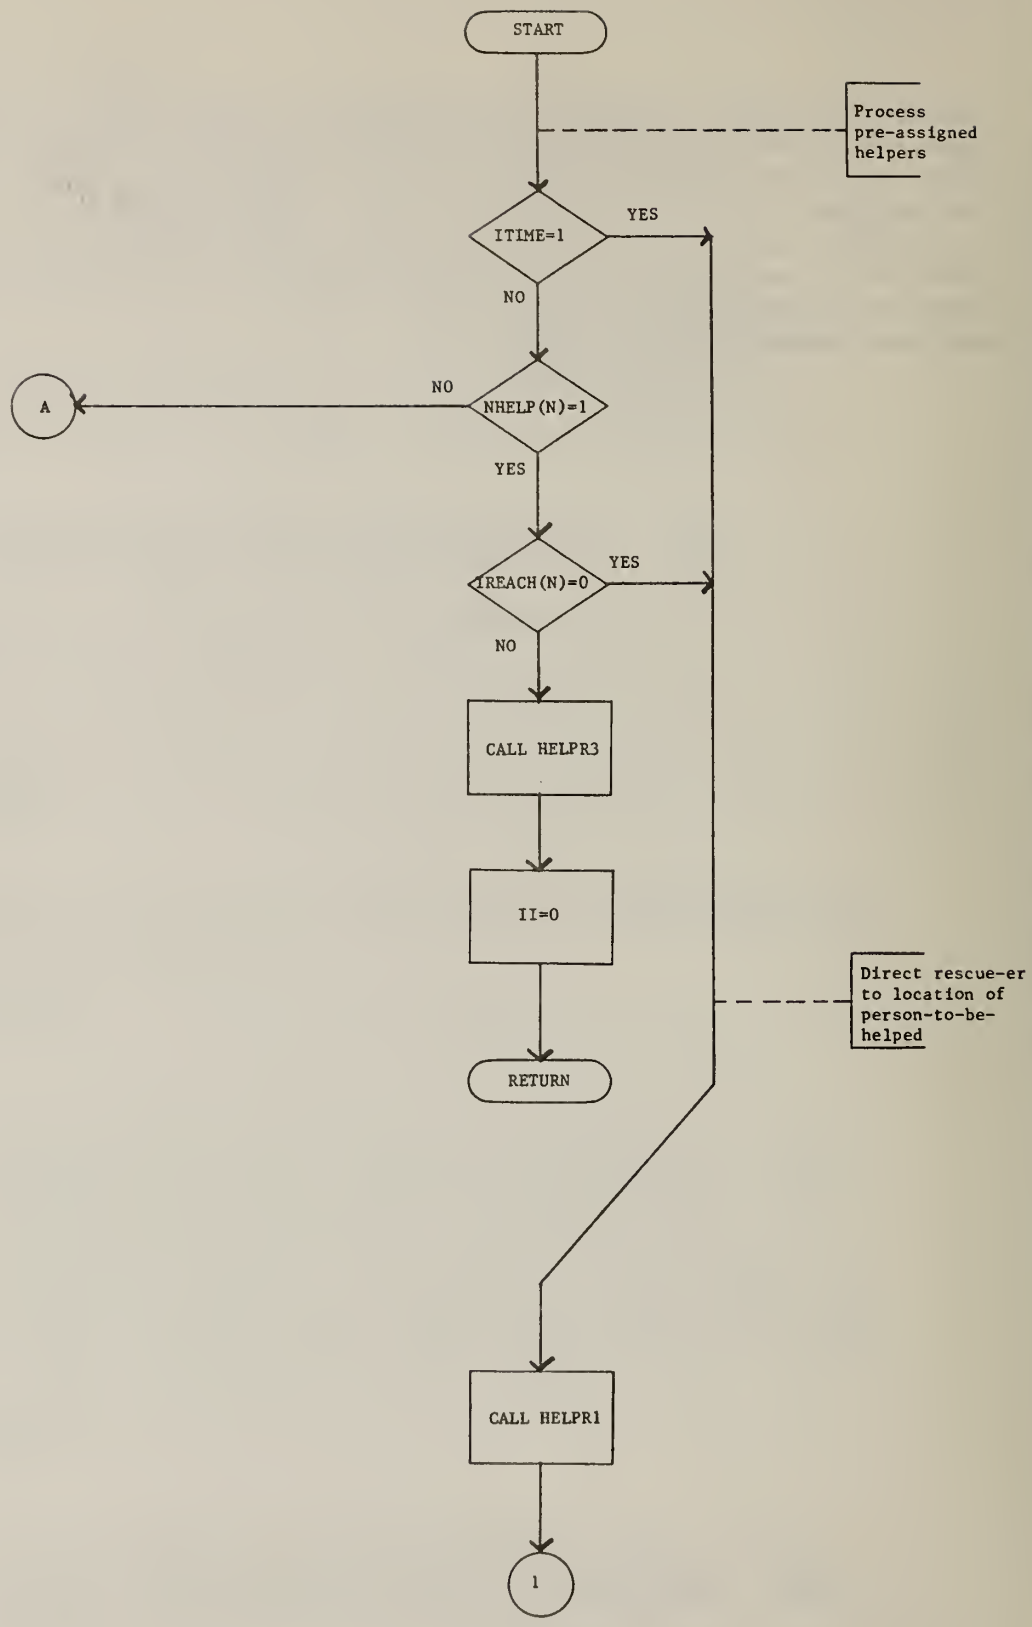 START
Process
pre-assigned
helpers
ITIME=1
YES
NO
NHELP(N)=1
NO
A
YES
IREACH(N)=0
YES
NO
CALL HELPR3
II=0
Direct rescue-er
to location of
person-to-be-
helped
RETURN
CALL HELPR1
1